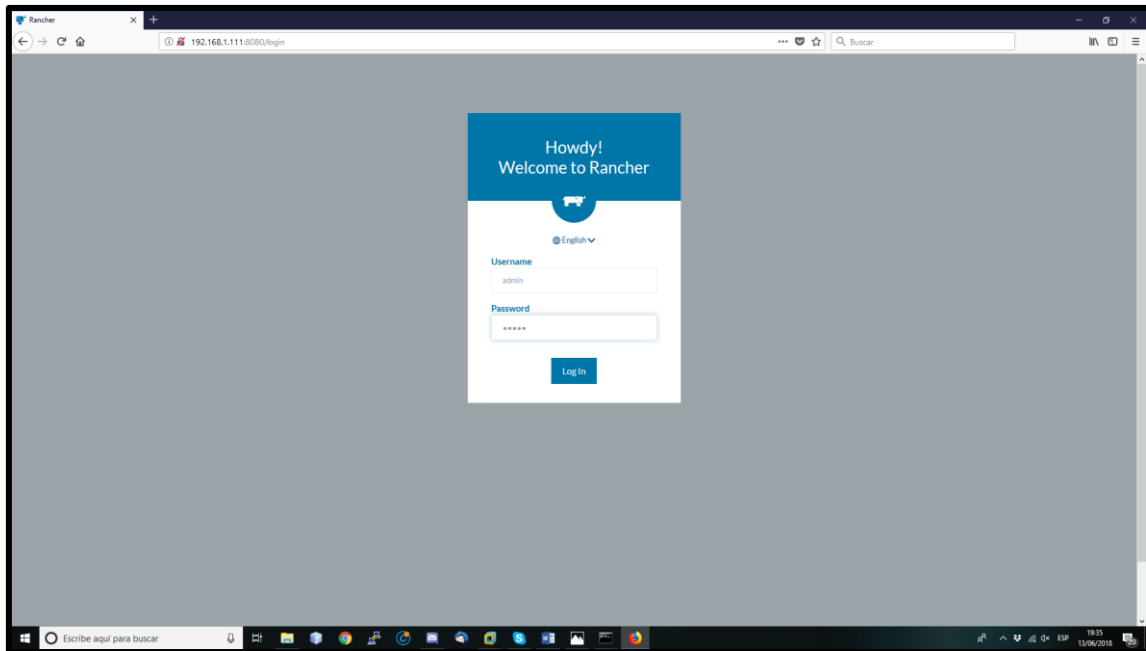 Rancher
192.168.1.111:8080/login
Buscar
Howdy!
Welcome to Rancher
English
Username
admin
Password
•••••
Log In
Escribe aquí para buscar
ESP
19:35
13/06/2018
20